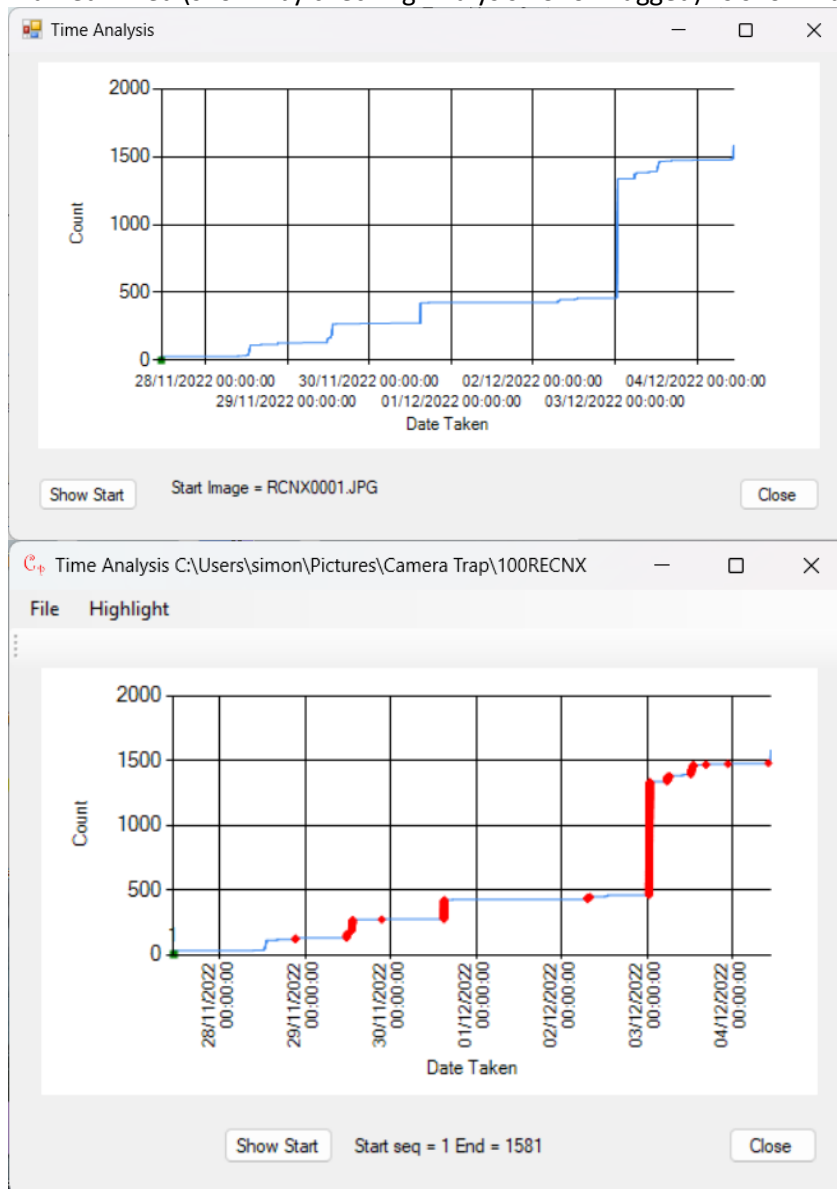 Time Analysis
2000
1500
1000
500
0
Count
28/11/2022 00:00:00 30/11/2022 00:00:00 02/12/2022 00:00:00 04/12/2022 00:00:00
29/11/2022 00:00:00 01/12/2022 00:00:00 03/12/2022 00:00:00
Date Taken
Show Start Start Image = RCNX0001.JPG Close
Time Analysis C:\Users\simon\Pictures\Camera Trap\100RECNX
File Highlight
2000
1500
1000
500
0
Count
28/11/2022 00:00:00
29/11/2022 00:00:00
30/11/2022 00:00:00
01/12/2022 00:00:00
02/12/2022 00:00:00
03/12/2022 00:00:00
04/12/2022 00:00:00
Date Taken
Show Start Start seq = 1 End = 1581 Close